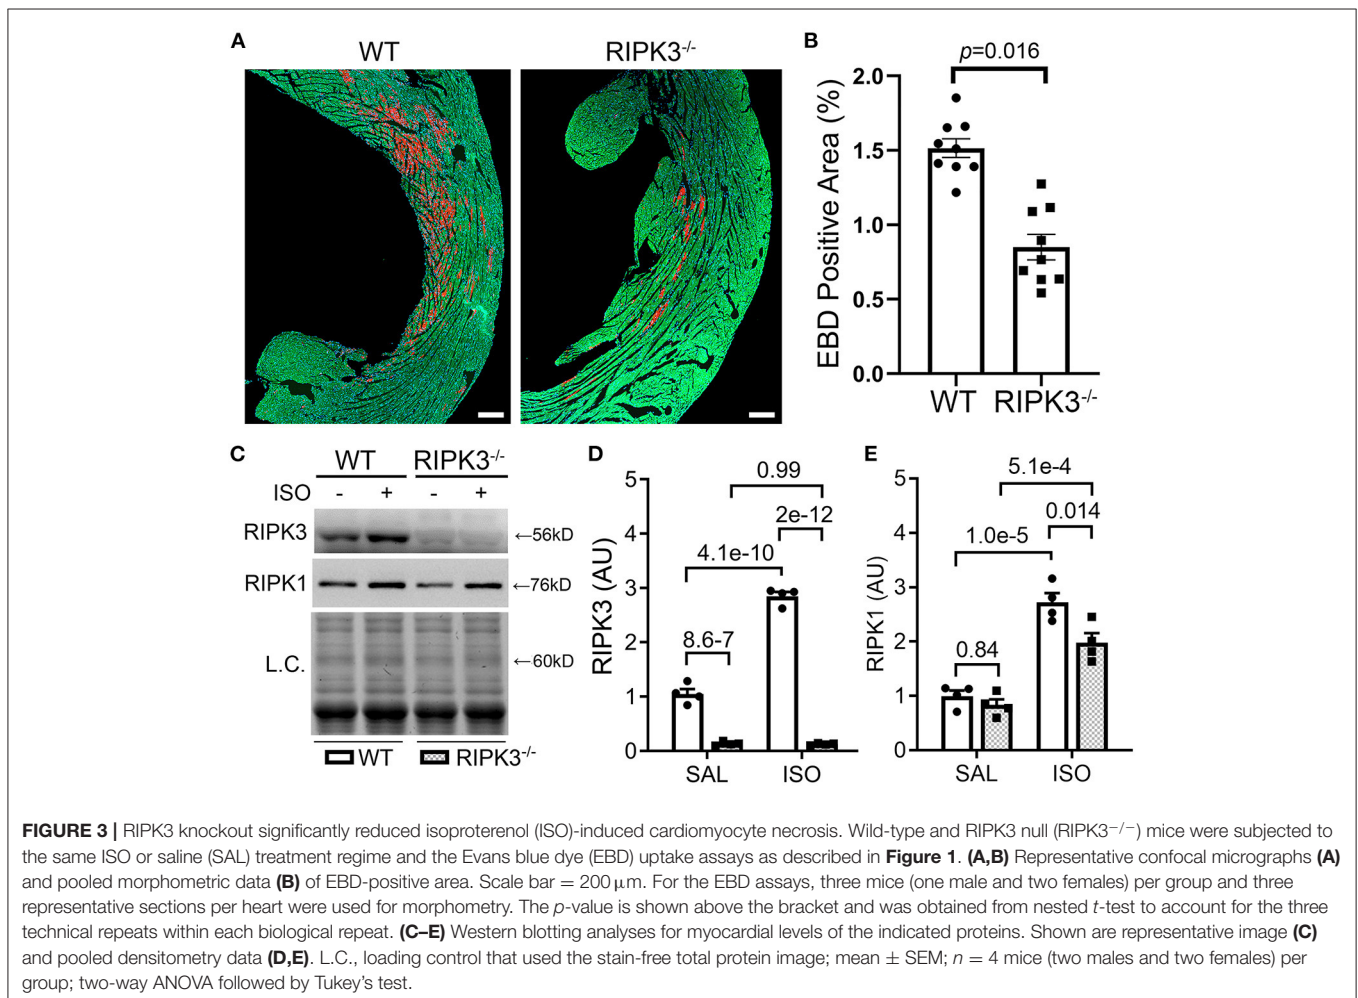 A
WT
RIPK3-/-
B
p=0.016
EBD Positive Area (%)
2.0
1.5
1.0
0.5
0.0
WT RIPK3-/-
C
WT RIPK3-/-
ISO - + - +
RIPK3 ←56kD
RIPK1 ←76kD
L.C. ←60kD
WT RIPK3-/-
D
RIPK3 (AU)
5
4
3
2
1
0
0.99
2e-12
4.1e-10
8.6-7
SAL ISO
E
RIPK1 (AU)
5
4
3
2
1
0
5.1e-4
0.014
1.0e-5
0.84
SAL ISO
FIGURE 3 | RIPK3 knockout significantly reduced isoproterenol (ISO)-induced cardiomyocyte necrosis. Wild-type and RIPK3 null (RIPK3−/−) mice were subjected to
the same ISO or saline (SAL) treatment regime and the Evans blue dye (EBD) uptake assays as described in Figure 1. (A,B) Representative confocal micrographs (A)
and pooled morphometric data (B) of EBD-positive area. Scale bar = 200 μm. For the EBD assays, three mice (one male and two females) per group and three
representative sections per heart were used for morphometry. The p-value is shown above the bracket and was obtained from nested t-test to account for the three
technical repeats within each biological repeat. (C–E) Western blotting analyses for myocardial levels of the indicated proteins. Shown are representative image (C)
and pooled densitometry data (D,E). L.C., loading control that used the stain-free total protein image; mean ± SEM; n = 4 mice (two males and two females) per
group; two-way ANOVA followed by Tukey's test.